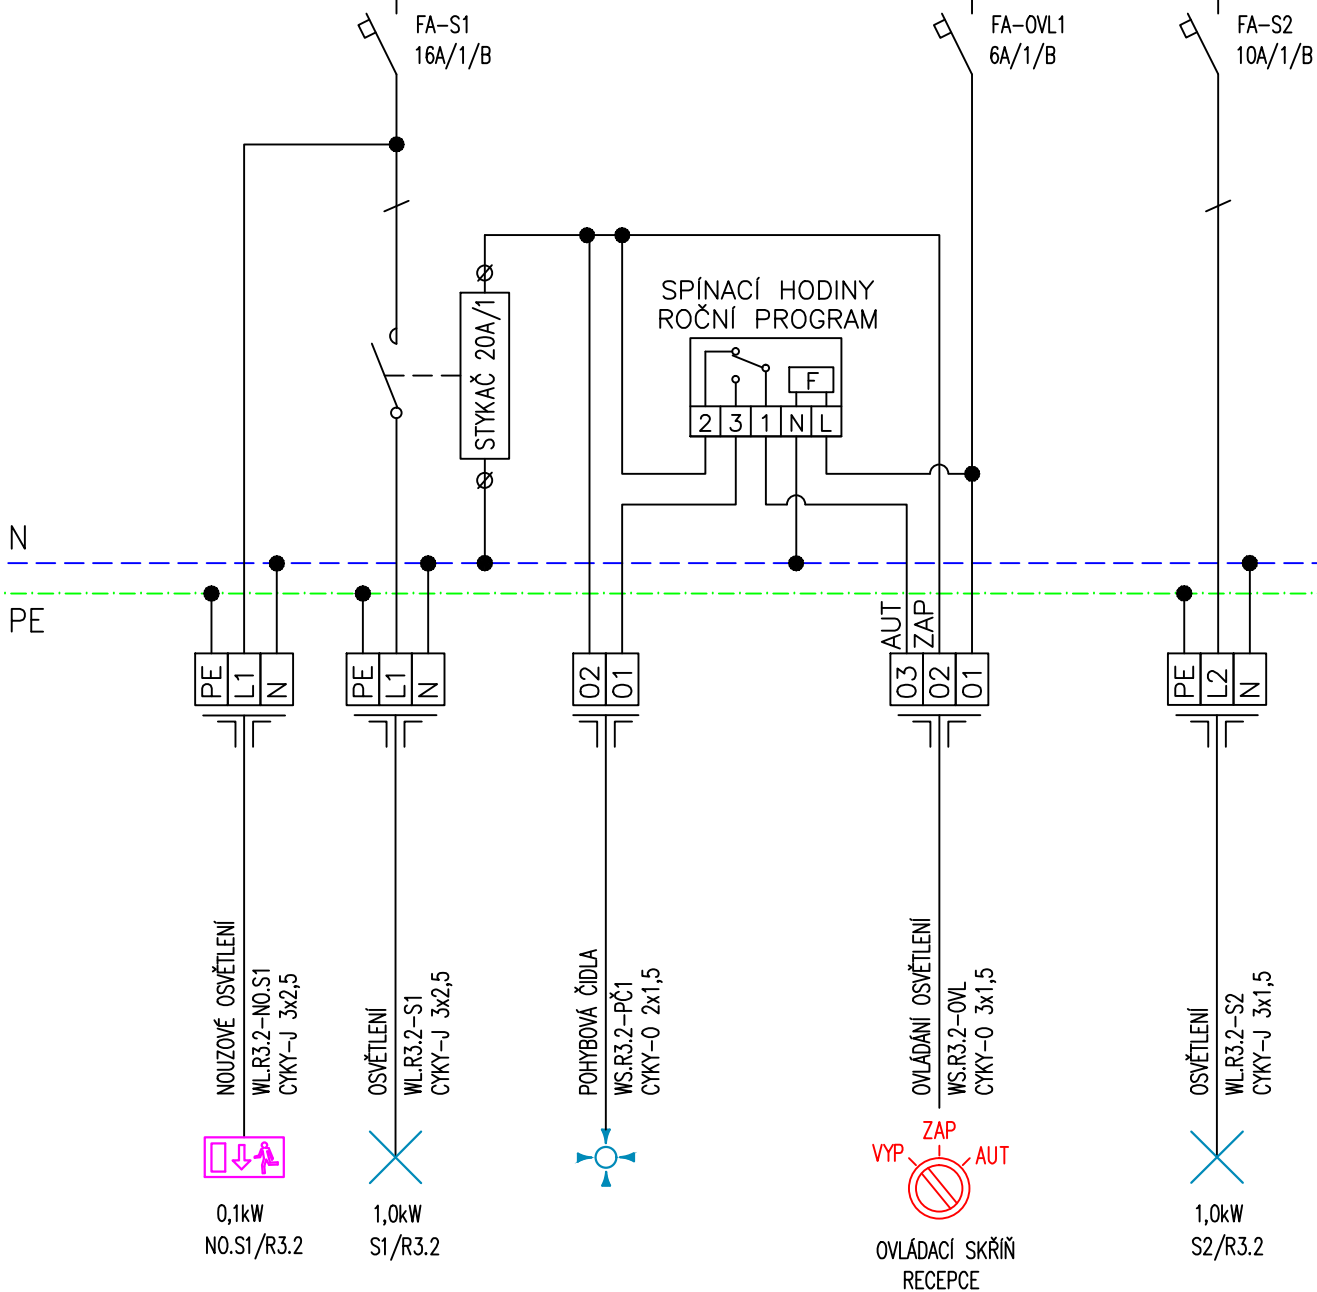 FA-S1
16A/1/B
FA-OVL1
6A/1/B
FA-S2
10A/1/B
SPÍNACÍ HODINY
ROČNÍ PROGRAM
STYKAČ 20A/1
F
2 3 1 N L
N
PE
AUT
ZAP
PE L1 N
PE L1 N
02 01
03 02 01
PE L2 N
NOUZOVÉ OSVĚTLENÍ
WL.R3.2-NO.S1
CYKY-J 3x2,5
OSVĚTLENÍ
WL.R3.2-S1
CYKY-J 3x2,5
POHYBOVÁ ČIDLA
WS.R3.2-PČ1
CYKY-O 2x1,5
OVLÁDÁNÍ OSVĚTLENÍ
WS.R3.2-OVL
CYKY-O 3x1,5
OSVĚTLENÍ
WL.R3.2-S2
CYKY-J 3x1,5
VYP
ZAP
AUT
0,1kW
NO.S1/R3.2
1,0kW
S1/R3.2
OVLÁDACÍ SKŘÍŇ
RECEPCE
1,0kW
S2/R3.2